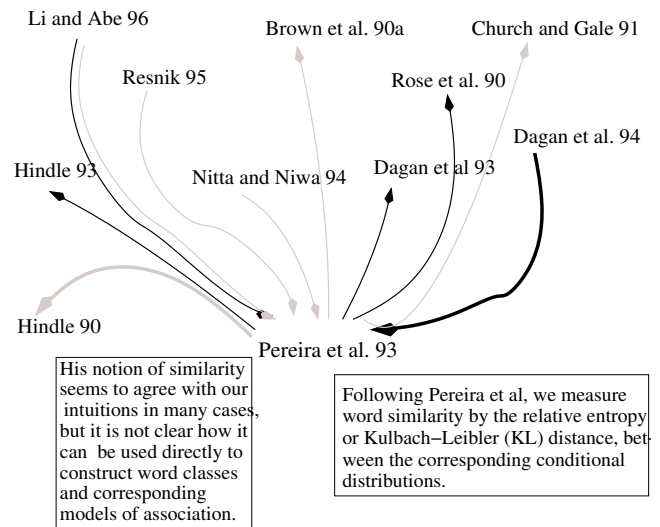 Li and Abe 96
Brown et al. 90a
Church and Gale 91
Resnik 95
Rose et al. 90
Dagan et al. 94
Hindle 93
Nitta and Niwa 94
Dagan et al 93
Hindle 90
Pereira et al. 93
His notion of similarity
seems to agree with our
intuitions in many cases,
but it is not clear how it
can be used directly to
construct word classes
and corresponding
models of association.
Following Pereira et al, we measure
word similarity by the relative entropy
or Kulbach−Leibler (KL) distance, bet-
ween the corresponding conditional
distributions.